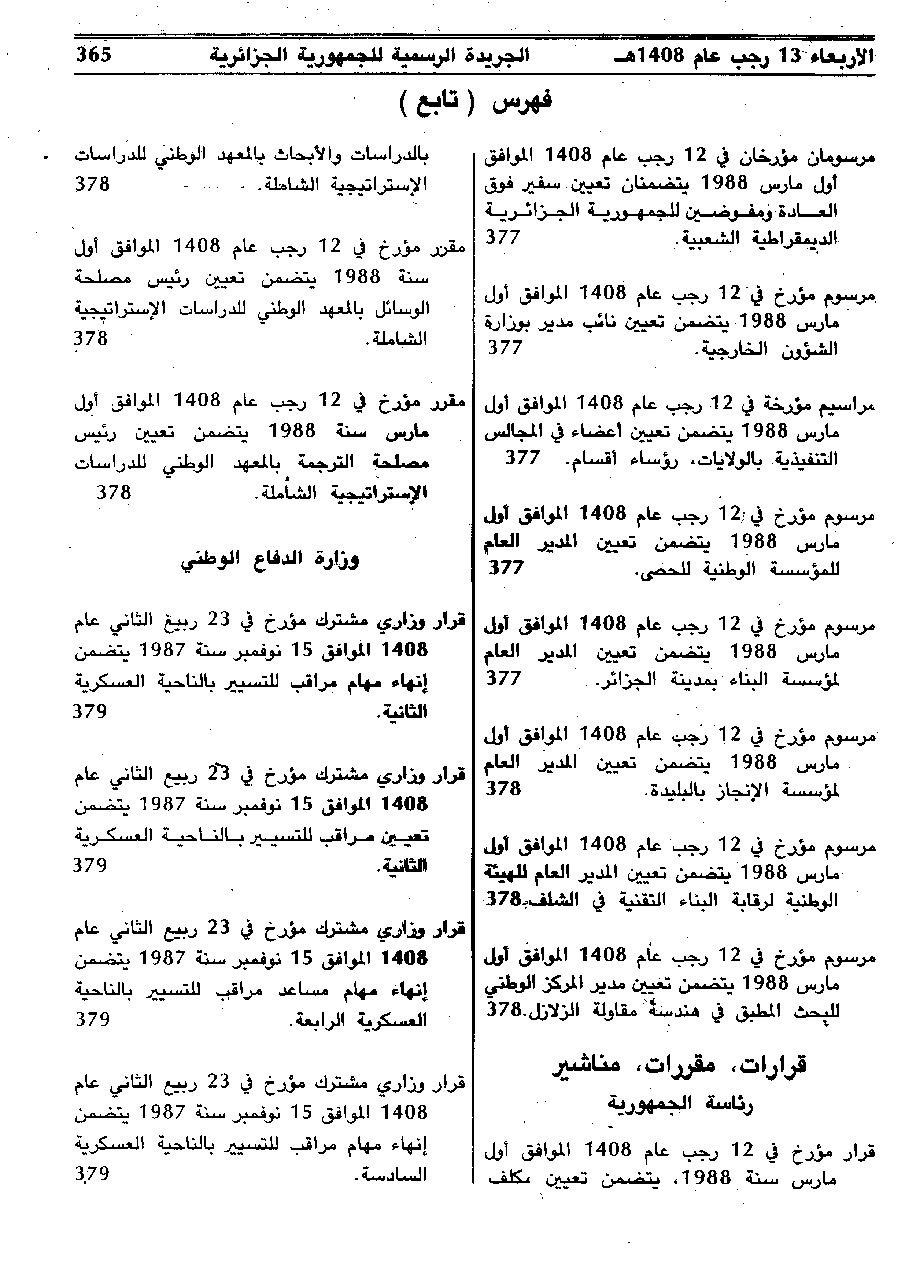 الأربعاء 13 رجب عام 1408هـ الجريدة الرسمية للجمهورية الجزائرية 365
فهرس ( تابع )
مرسومان مؤرخان في 12 رجب عام 1408 الموافق
أول مارس 1988 يتضمنان تعيين سفير فوق
العـادة ومفوضـين للجمهوريـة الجـزائـريـة
الديمقراطية الشعبية. 377
مرسوم مؤرخ في 12 رجب عام 1408 الموافق أول
مارس 1988 يتضمن تعيين نائب مدير بوزارة
الشؤون الخارجية. 377
مراسيم مؤرخة في 12 رجب عام 1408 الموافق أول
مارس 1988 يتضمن تعيين أعضاء في المجالس
التنفيذية بالولايات، رؤساء أقسام. 377
مرسوم مؤرخ في 12 رجب عام 1408 الموافق أول
مارس 1988 يتضمن تعيين المدير العام
للمؤسسة الوطنية للحصى. 377
مرسوم مؤرخ في 12 رجب عام 1408 الموافق أول
مارس 1988 يتضمن تعيين المدير العام
لمؤسسة البناء بمدينة الجزائر. 377
مرسوم مؤرخ في 12 رجب عام 1408 الموافق أول
مارس 1988 يتضمن تعيين المدير العام
لمؤسسة الإنجاز بالبليدة. 378
مرسوم مؤرخ في 12 رجب عام 1408 الموافق أول
مارس 1988 يتضمن تعيين المدير العام للهيئة
الوطنية لرقابة البناء التقنية في الشلف. 378
مرسوم مؤرخ في 12 رجب عام 1408 الموافق أول
مارس 1988 يتضمن تعيين مدير المركز الوطني
للبحث المطبق في هندسة مقاولة الزلازل. 378
قرارات، مقررات، مناشير
رئاسة الجمهورية
قرار مؤرخ في 12 رجب عام 1408 الموافق أول
مارس سنة 1988، يتضمن تعيين مكلف
بالدراسات والأبحاث بالمعهد الوطني للدراسات
الإستراتيجية الشاملة. 378
مقرر مؤرخ في 12 رجب عام 1408 الموافق أول
سنة 1988 يتضمن تعيين رئيس مصلحة
الوسائل بالمعهد الوطني للدراسات الإستراتيجية
الشاملة. 378
مقرر مؤرخ في 12 رجب عام 1408 الموافق أول
مارس سنة 1988 يتضمن تعيين رئيس
مصلحة الترجمة بالمعهد الوطني للدراسات
الإستراتيجية الشاملة. 378
وزارة الدفاع الوطني
قرار وزاري مشترك مؤرخ في 23 ربيع الثاني عام
1408 الموافق 15 نوفمبر سنة 1987 يتضمن
إنهاء مهام مراقب للتسيير بالناحية العسكرية
الثانية. 379
قرار وزاري مشترك مؤرخ في 23 ربيع الثاني عام
1408 الموافق 15 نوفمبر سنة 1987 يتضمن
تعيين مراقب للتسيير بالناحية العسكرية
الثانية. 379
قرار وزاري مشترك مؤرخ في 23 ربيع الثاني عام
1408 الموافق 15 نوفمبر سنة 1987 يتضمن
إنهاء مهام مساعد مراقب للتسيير بالناحية
العسكرية الرابعة. 379
قرار وزاري مشترك مؤرخ في 23 ربيع الثاني عام
1408 الموافق 15 نوفمبر سنة 1987 يتضمن
إنهاء مهام مراقب للتسيير بالناحية العسكرية
السادسة. 379